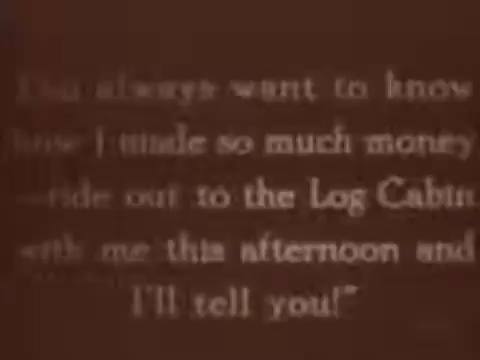 You always want to know
how I made so much money
—ride out to the Log Cabin
with me this afternoon and
I'll tell you!"